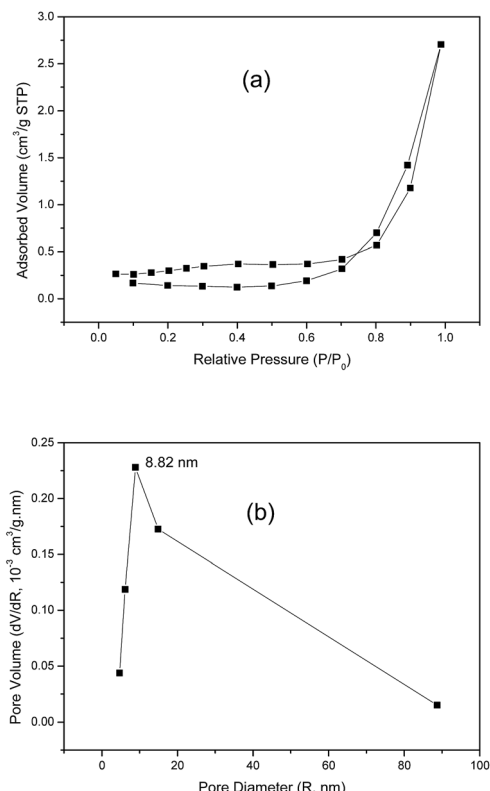 3.0
2.5
2.0
1.5
1.0
0.5
0.0
Adsorbed Volume (cm³/g STP)
(a)
0.0 0.2 0.4 0.6 0.8 1.0
Relative Pressure (P/P₀)
0.25
0.20
0.15
0.10
0.05
0.00
Pore Volume (dV/dR, 10⁻³ cm³/g.nm)
8.82 nm
(b)
0 20 40 60 80 100
Pore Diameter (R, nm)